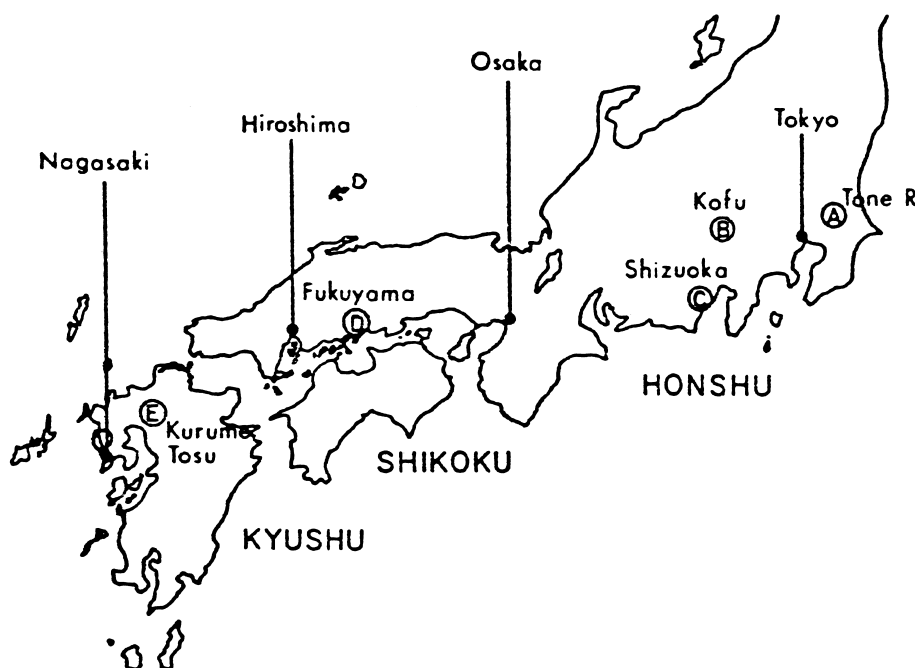 Osaka
Hiroshima
Tokyo
Nagasaki
Kofu
A
Tone R
B
Shizuoka
C
Fukuyama
D
HONSHU
E
Kurume
Tosu
SHIKOKU
KYUSHU